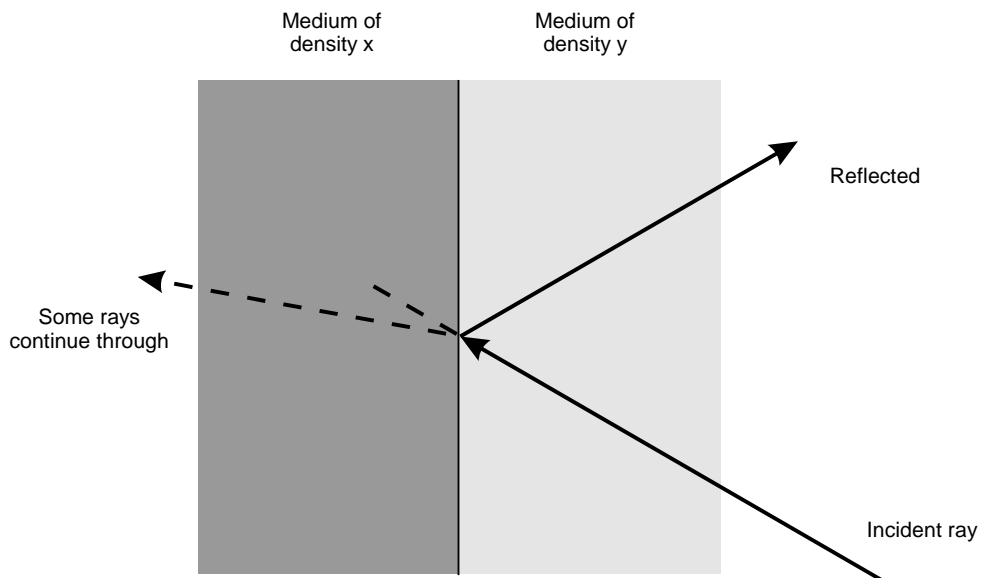 Medium of
density x
Medium of
density y
Reflected
Some rays
continue through
Incident ray